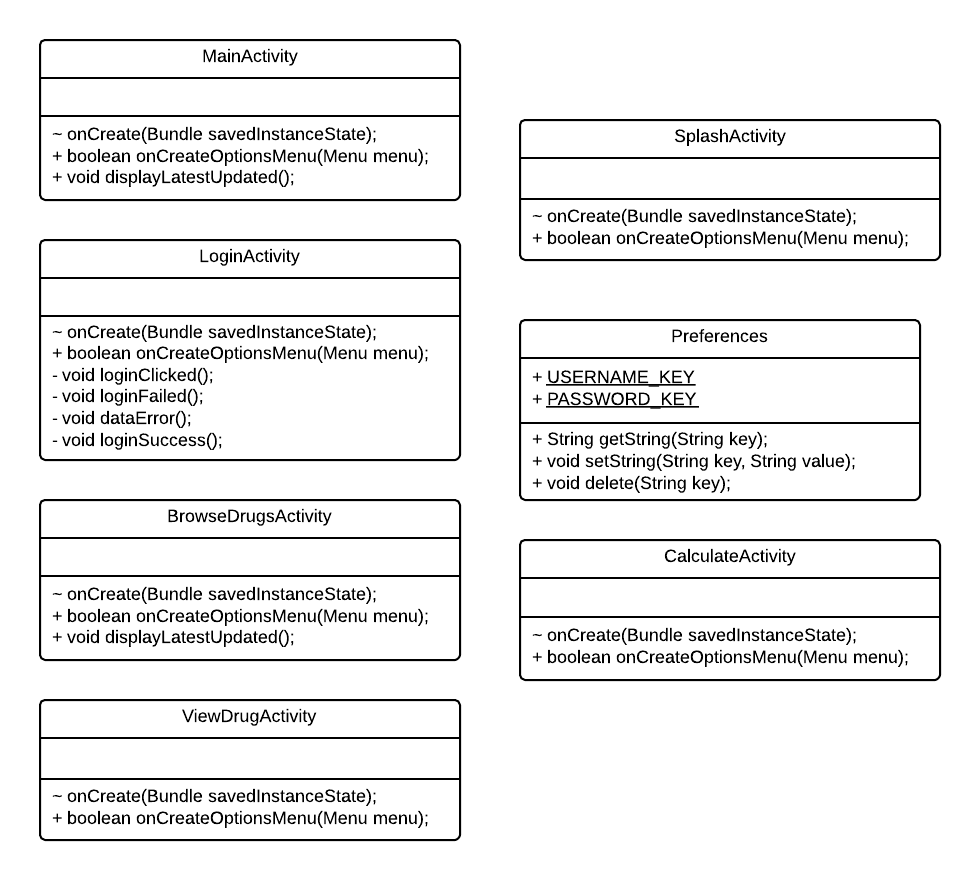 MainActivity
~ onCreate(Bundle savedInstanceState);
+ boolean onCreateOptionsMenu(Menu menu);
+ void displayLatestUpdated();
LoginActivity
~ onCreate(Bundle savedInstanceState);
+ boolean onCreateOptionsMenu(Menu menu);
- void loginClicked();
- void loginFailed();
- void dataError();
- void loginSuccess();
BrowseDrugsActivity
~ onCreate(Bundle savedInstanceState);
+ boolean onCreateOptionsMenu(Menu menu);
+ void displayLatestUpdated();
ViewDrugActivity
~ onCreate(Bundle savedInstanceState);
+ boolean onCreateOptionsMenu(Menu menu);
SplashActivity
~ onCreate(Bundle savedInstanceState);
+ boolean onCreateOptionsMenu(Menu menu);
Preferences
+ USERNAME_KEY
+ PASSWORD_KEY
+ String getString(String key);
+ void setString(String key, String value);
+ void delete(String key);
CalculateActivity
~ onCreate(Bundle savedInstanceState);
+ boolean onCreateOptionsMenu(Menu menu);